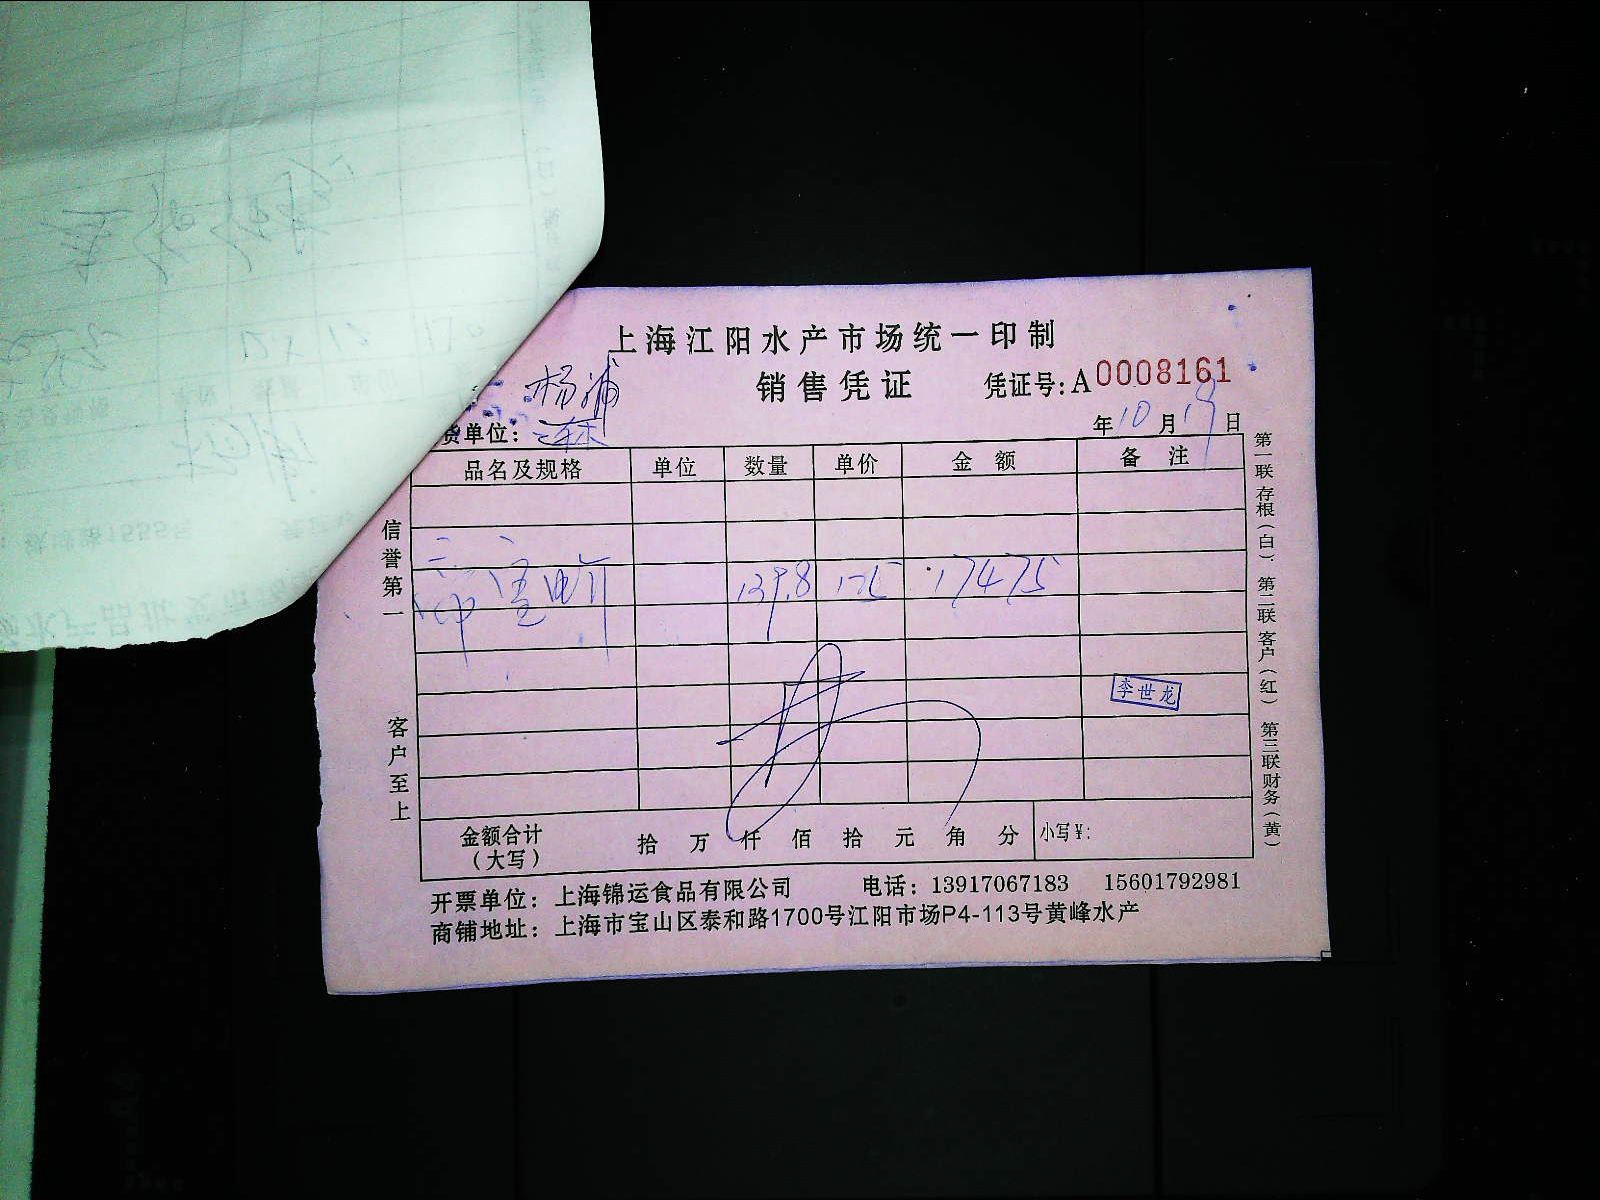 上海江阳水产市场统一印制
销售凭证 凭证号:A0008161
杨浦
货单位:
年10月19日
品名及规格 单位 数量 单价 金额 备注
139.8 125 17475
李世龙
金额合计(大写) 拾 万 仟 佰 拾 元 角 分 小写¥:
开票单位:上海锦运食品有限公司 电话:13917067183 15601792981
商铺地址:上海市宝山区泰和路1700号江阳市场P4-113号黄峰水产
信誉第一
客户至上
第一联存根(白)、第二联客户(红)第三联财务(黄)